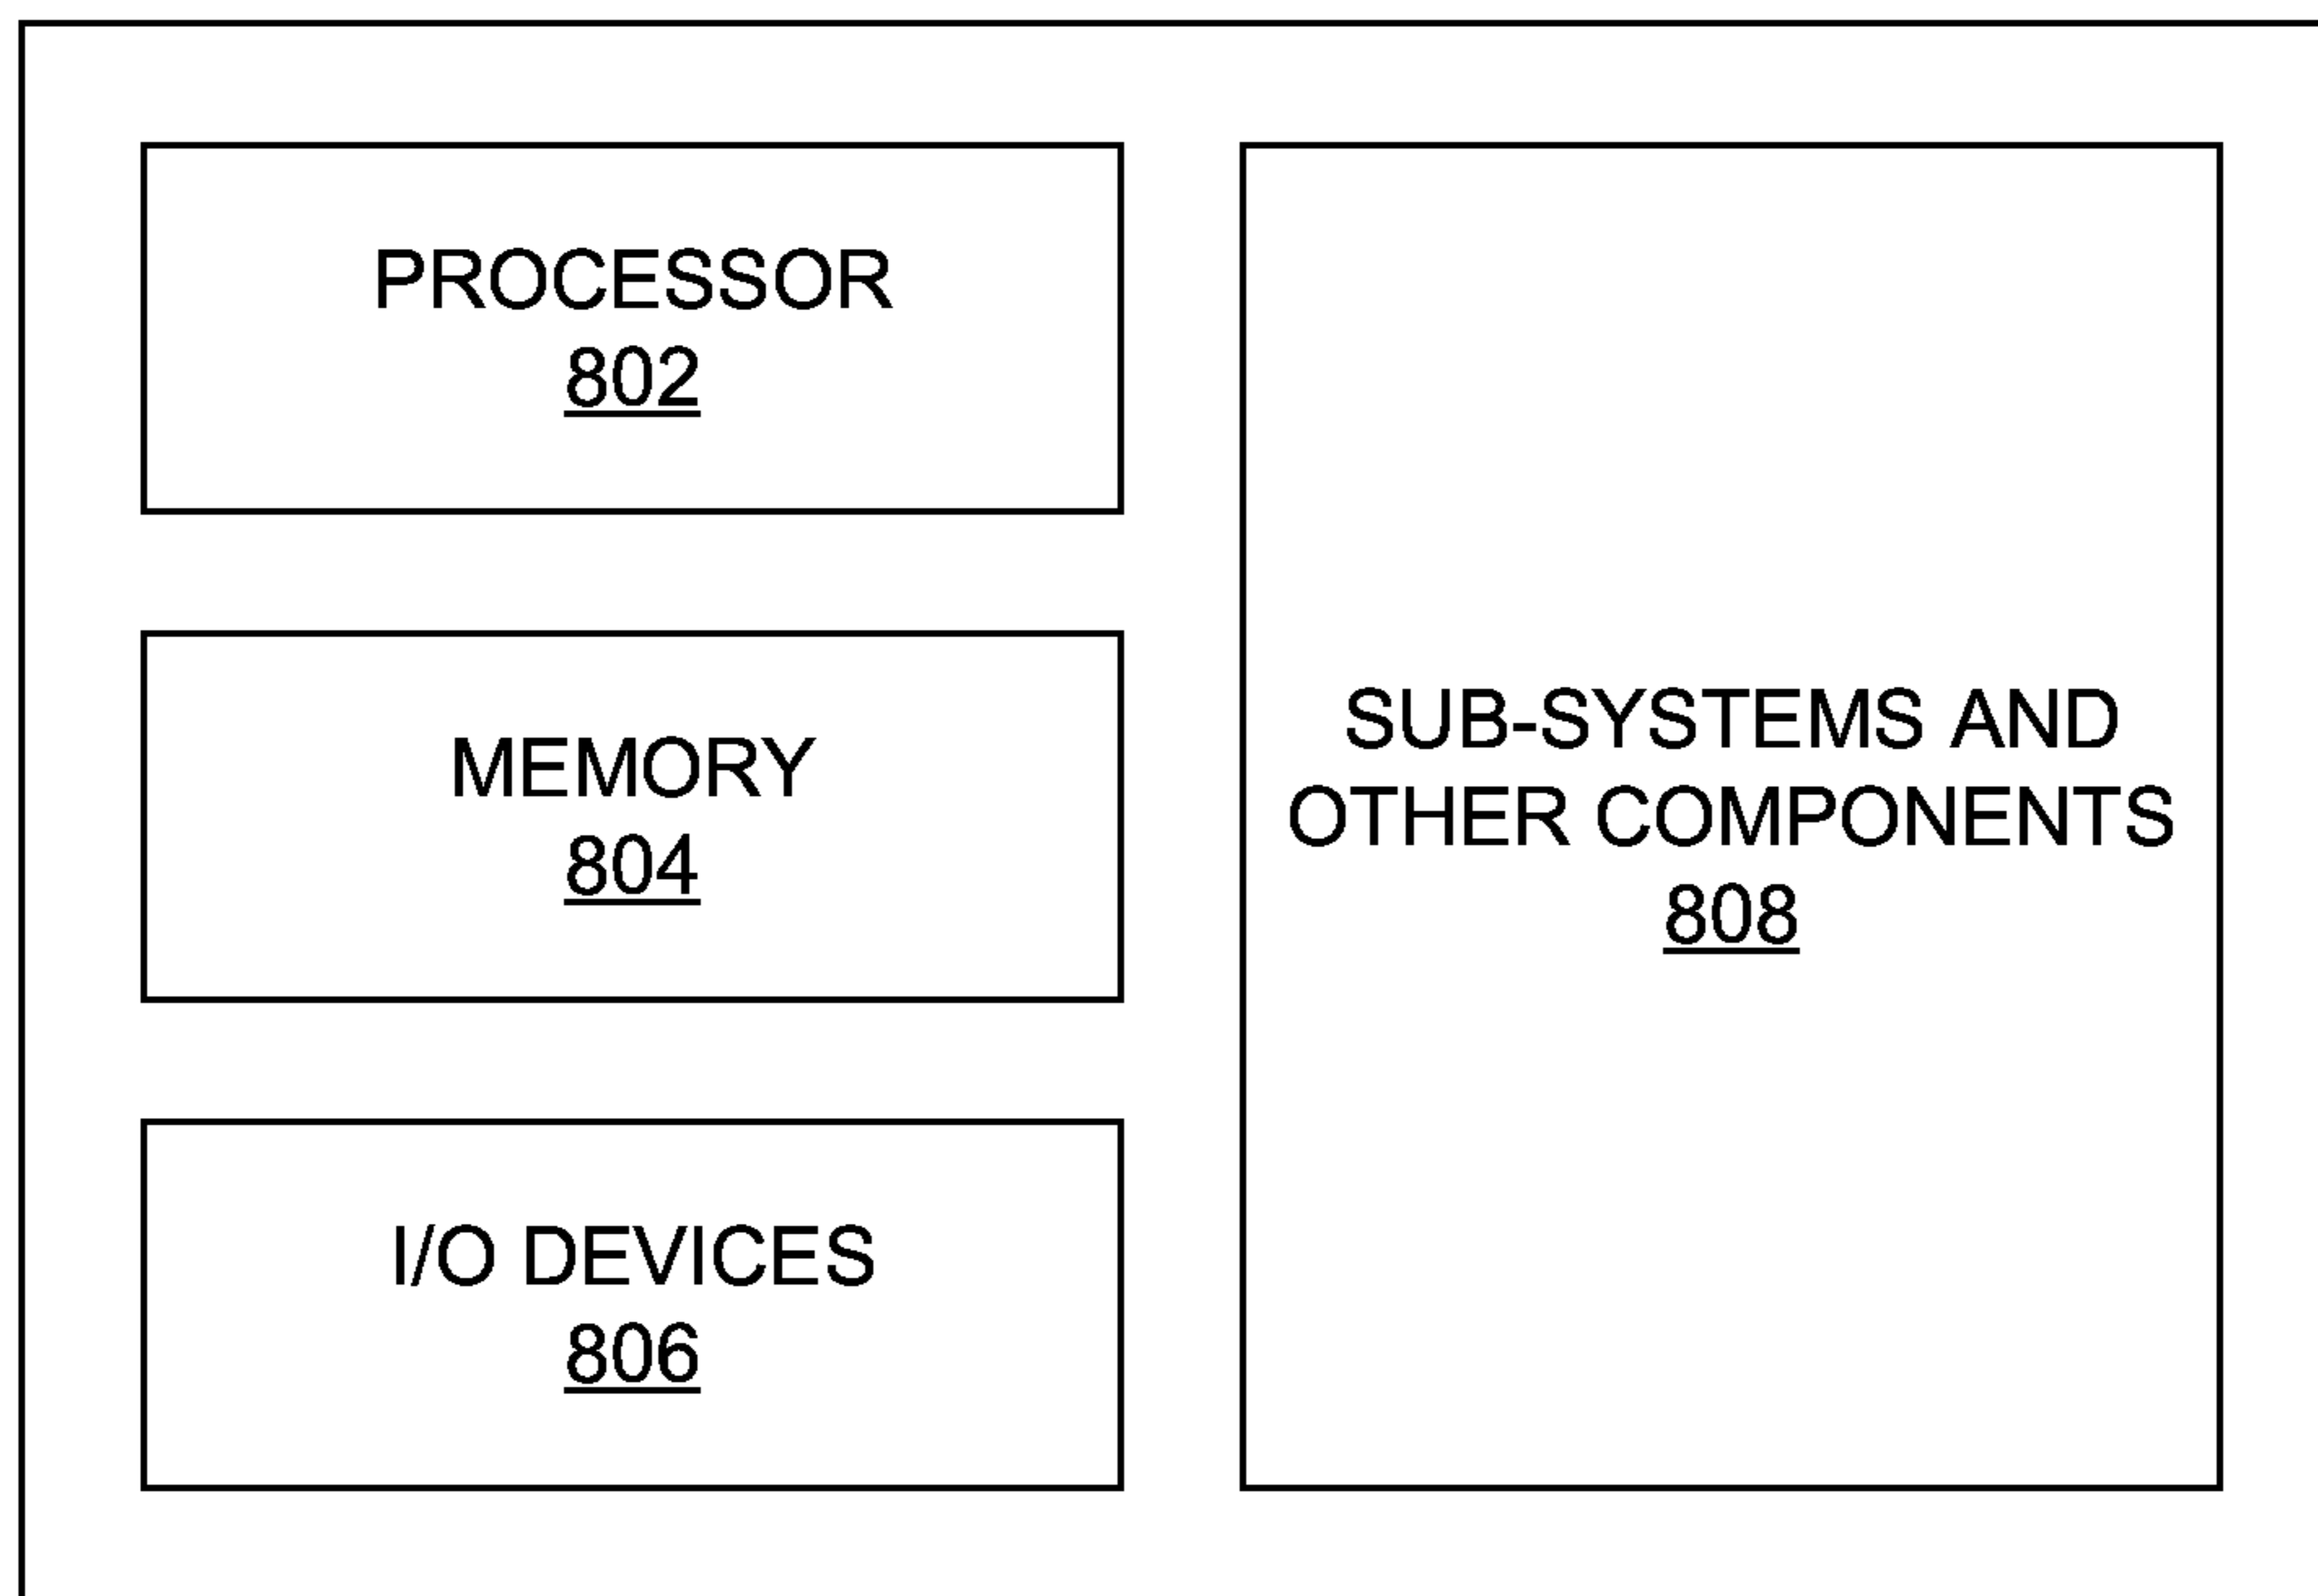 PROCESSOR
802
MEMORY
804
I/O DEVICES
806
SUB-SYSTEMS AND
OTHER COMPONENTS
808